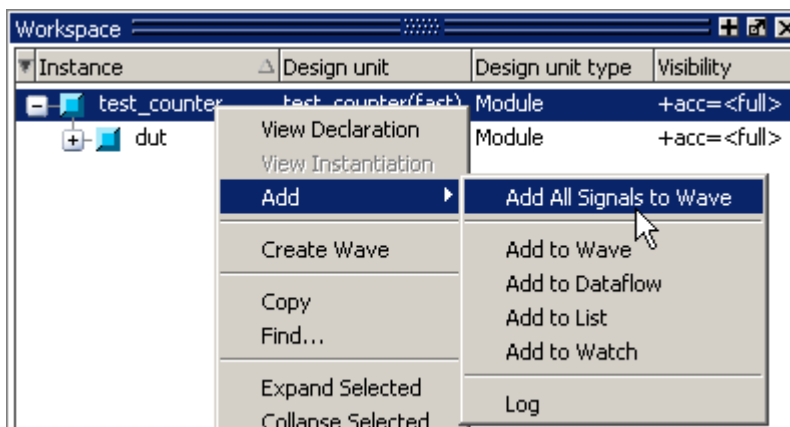 Workspace
Instance Design unit Design unit type Visibility
test_counter test_counter(fast) Module +acc=<full>
dut Module +acc=<full>
View Declaration
View Instantiation
Add
Create Wave
Copy
Find...
Expand Selected
Collapse Selected
Add All Signals to Wave
Add to Wave
Add to Dataflow
Add to List
Add to Watch
Log